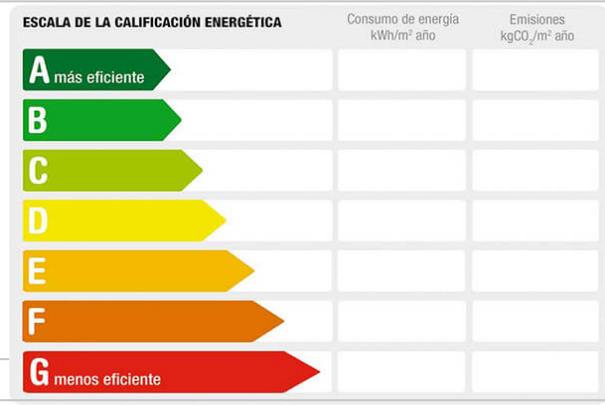 ESCALA DE LA CALIFICACIÓN ENERGÉTICA
Consumo de energía
kWh/m² año
Emisiones
kgCO₂/m² año
A más eficiente
B
C
D
E
F
G menos eficiente